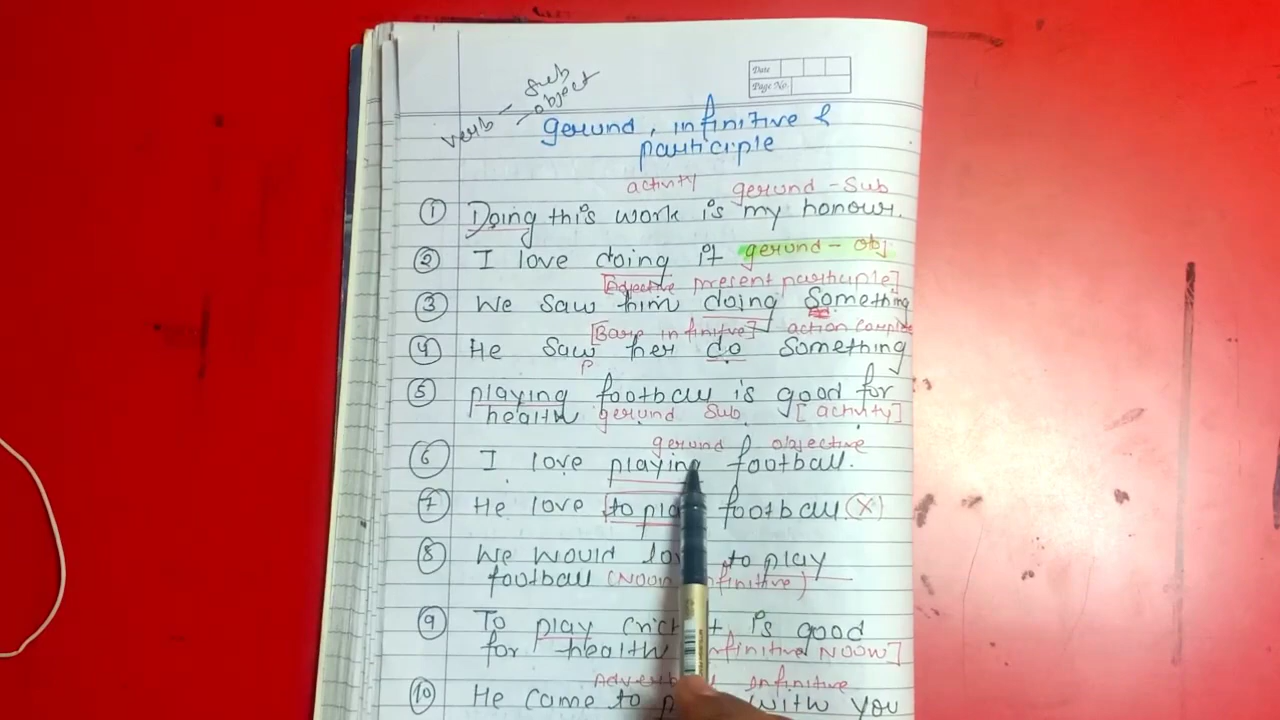 Date
Page No.
sub
verb - object
gerund, infinitive &
participle
activity gerund - Sub
① Doing this work is my honour.
② I love doing it gerund - obj
[Adjective present participle]
③ We saw him doing Something
[Bare infinitive] action complete
④ He saw her do something
P
⑤ playing football is good for
health gerund Sub [activity]
gerund objective
⑥ I love playing football.
⑦ He love to football (X)
⑧ We would to play
football (Noun infinitive)
⑨ To play is good
for health infinitive Noun]
Infinitive
⑩ He came to with you